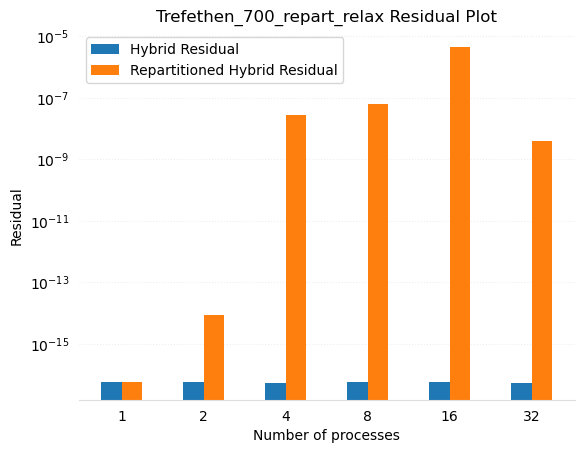 Trefethen_700_repart_relax Residual Plot
Hybrid Residual
Repartitioned Hybrid Residual
Residual
10⁻⁵
10⁻⁷
10⁻⁹
10⁻¹¹
10⁻¹³
10⁻¹⁵
1 2 4 8 16 32
Number of processes